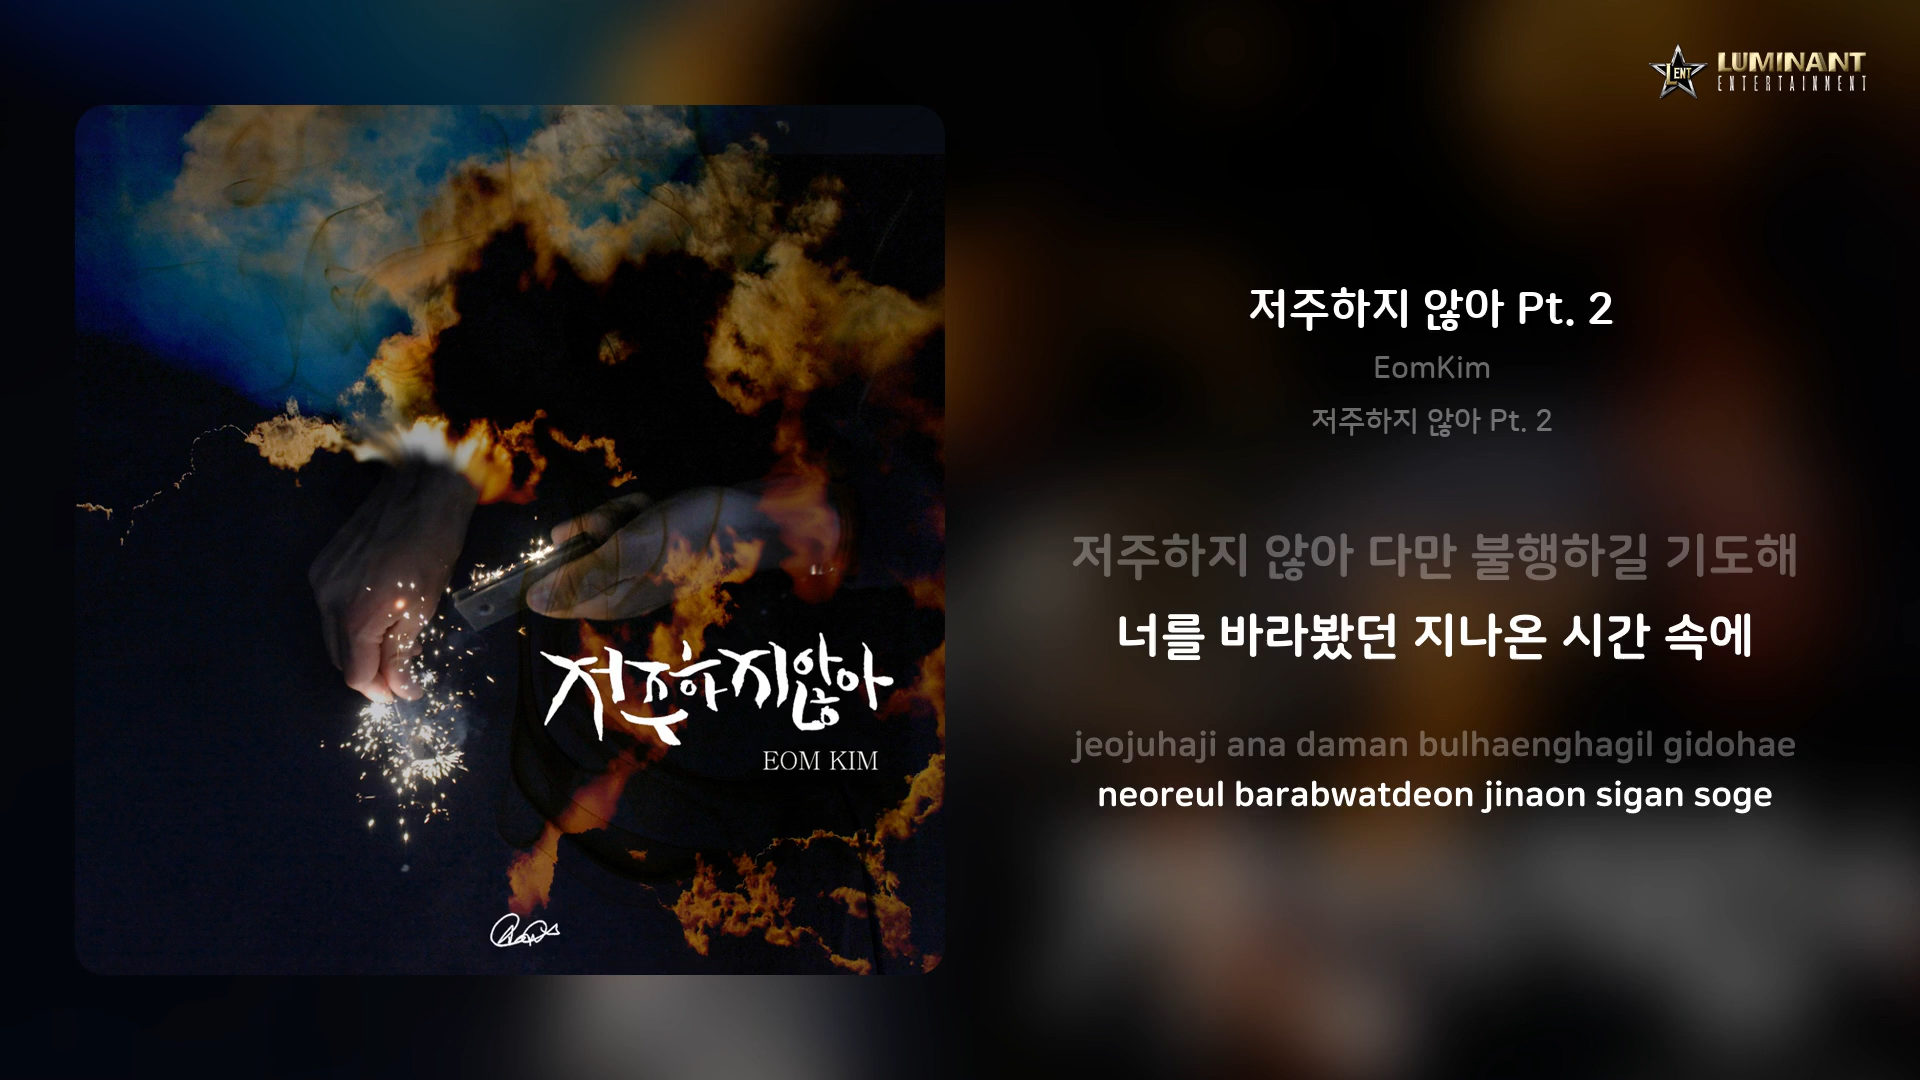 LENT
LUMINANT
ENTERTAINMENT
저주하지 않아 Pt. 2
EomKim
저주하지 않아 Pt. 2
저주하지 않아 다만 불행하길 기도해
너를 바라봤던 지나온 시간 속에
jeojuhaji ana daman bulhaenghagil gidohae
neoreul barabwatdeon jinaon sigan soge
저주하지않아
EOM KIM